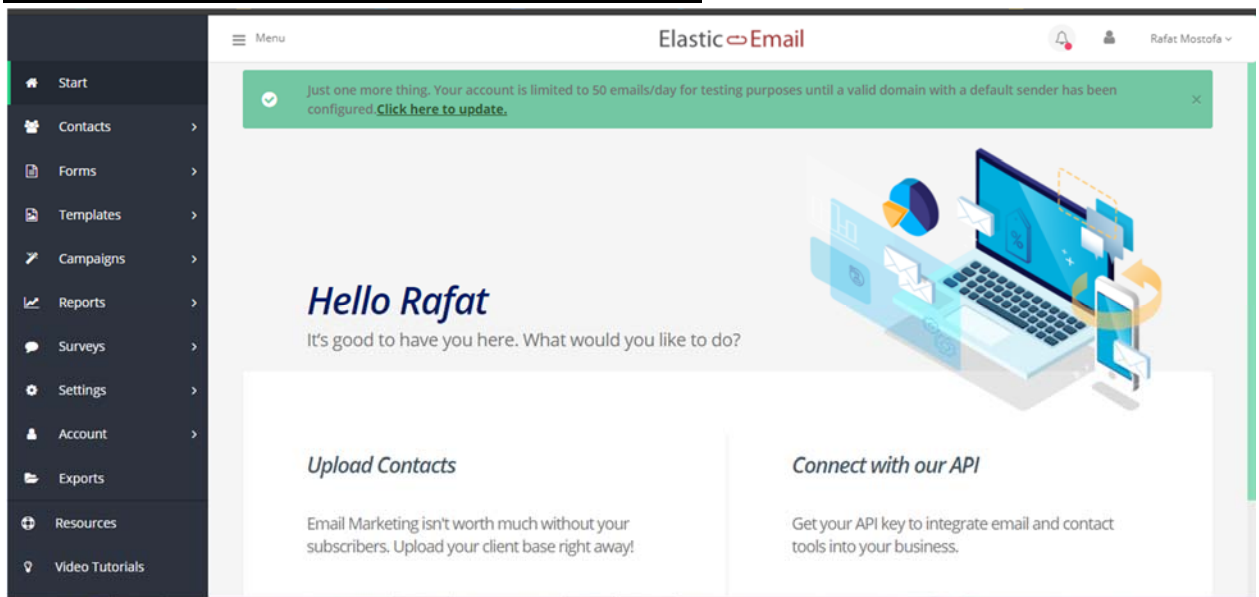 Menu
Elastic Email
Rafat Mostofa
Start
Contacts
Forms
Templates
Campaigns
Reports
Surveys
Settings
Account
Exports
Resources
Video Tutorials
Just one more thing. Your account is limited to 50 emails/day for testing purposes until a valid domain with a default sender has been
configured.Click here to update.
Hello Rafat
It's good to have you here. What would you like to do?
Upload Contacts
Email Marketing isn't worth much without your
subscribers. Upload your client base right away!
Connect with our API
Get your API key to integrate email and contact
tools into your business.